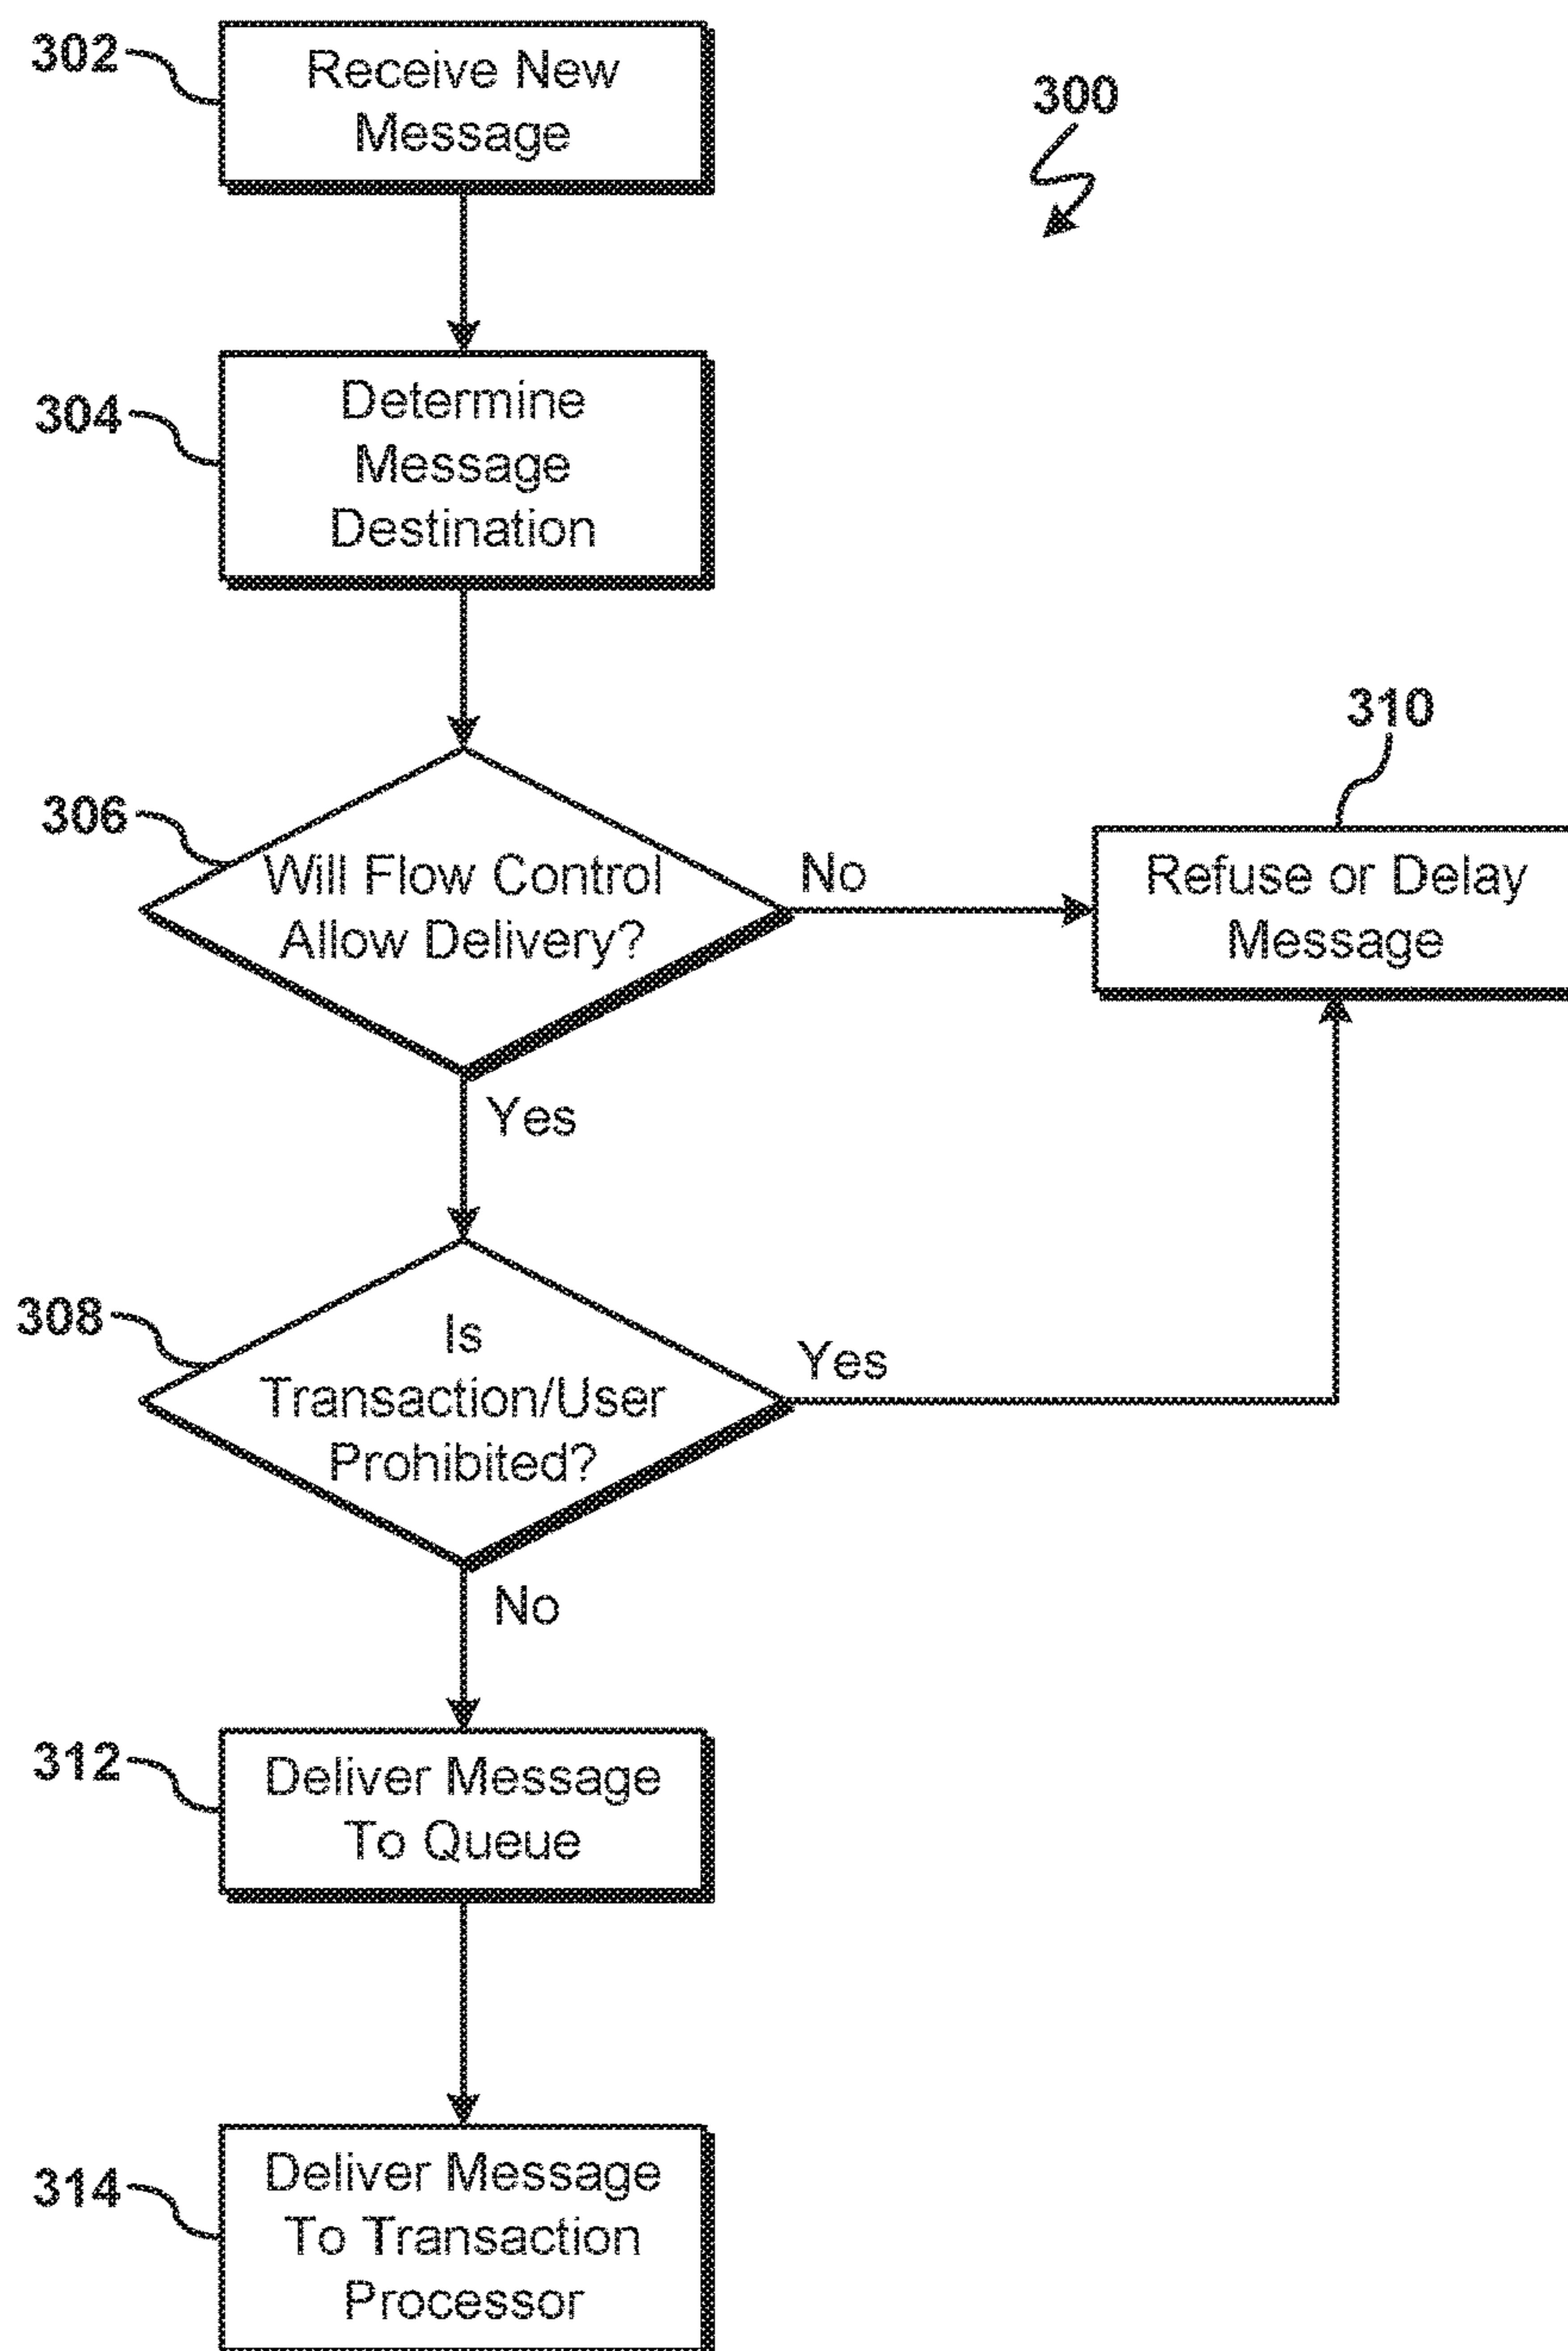 302
Receive New
Message
300
304
Determine
Message
Destination
306
Will Flow Control
Allow Delivery?
No
310
Refuse or Delay
Message
Yes
308
Is
Transaction/User
Prohibited?
Yes
No
312
Deliver Message
To Queue
314
Deliver Message
To Transaction
Processor